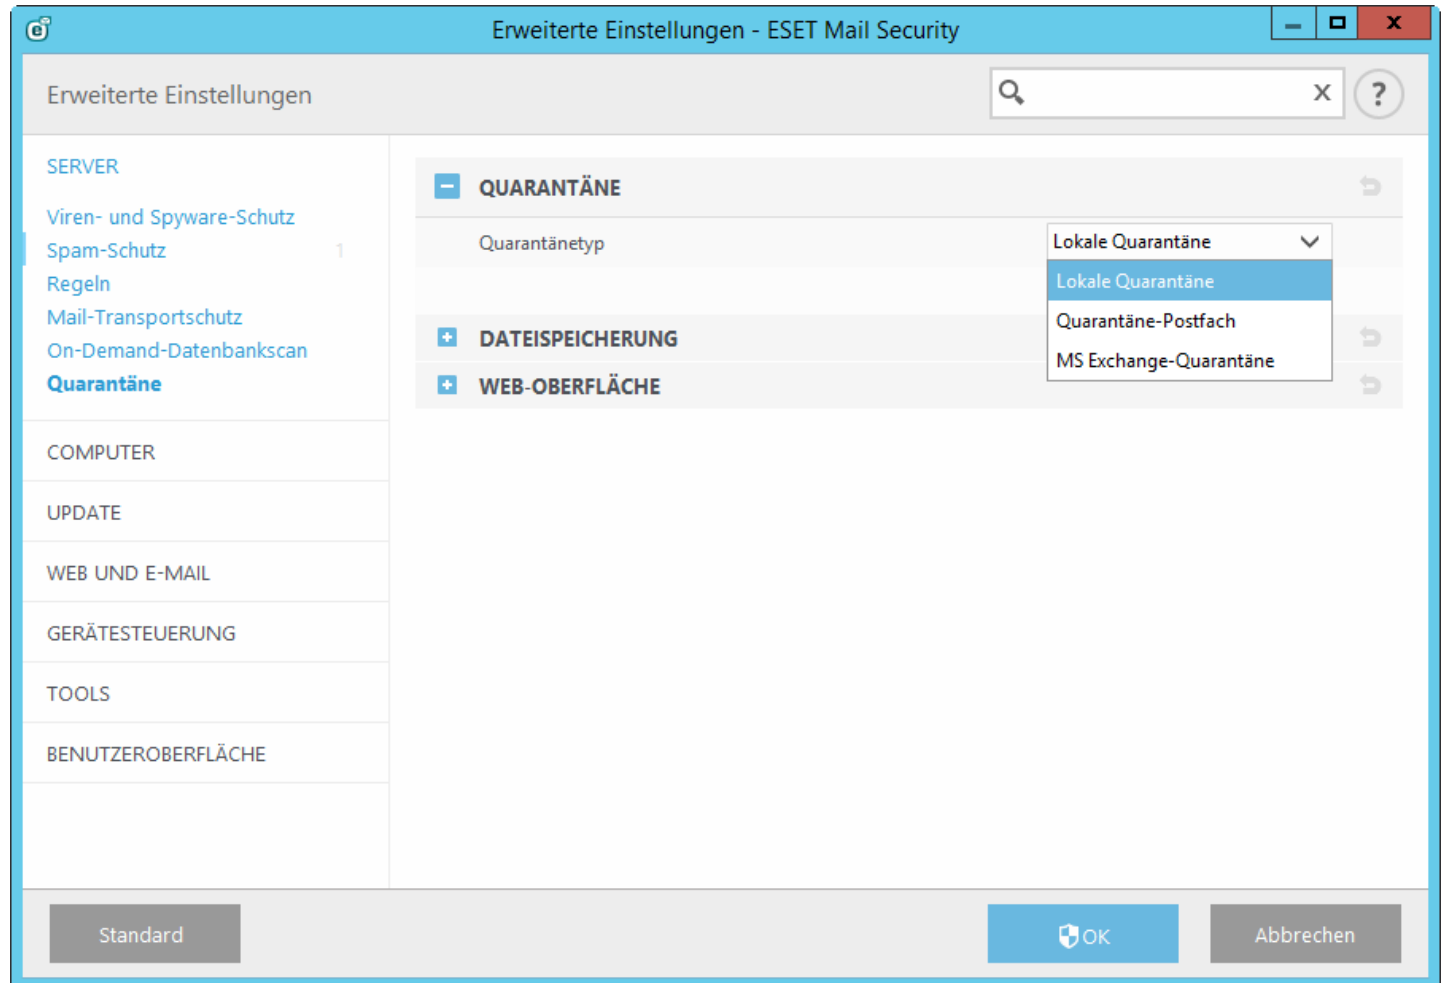 Erweiterte Einstellungen - ESET Mail Security
Erweiterte Einstellungen
SERVER
Viren- und Spyware-Schutz
Spam-Schutz 1
Regeln
Mail-Transportschutz
On-Demand-Datenbankscan
Quarantäne
COMPUTER
UPDATE
WEB UND E-MAIL
GERÄTESTEUERUNG
TOOLS
BENUTZEROBERFLÄCHE
QUARANTÄNE
Quarantänetyp
Lokale Quarantäne
Lokale Quarantäne
Quarantäne-Postfach
MS Exchange-Quarantäne
DATEISPEICHERUNG
WEB-OBERFLÄCHE
Standard
OK
Abbrechen